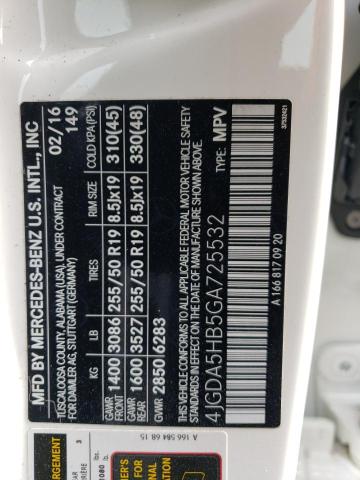 MFD BY MERCEDES-BENZ U.S. INTL., INC
TUSCALOOSA COUNTY, ALABAMA (USA), UNDER CONTRACT
FOR DAIMLER AG, STUTTGART (GERMANY)
02/16
149
KG LB TIRES RIM SIZE COLD kPA (PSI)
GAWR FRONT 1400 3086 255/50 R19 8.5Jx19 310(45)
GAWR REAR 1600 3527 255/50 R19 8.5Jx19 330(48)
GVWR 2850 6283
THIS VEHICLE CONFORMS TO ALL APPLICABLE FEDERAL MOTOR VEHICLE SAFETY
STANDARDS IN EFFECT ON THE DATE OF MANUFACTURE SHOWN ABOVE.
4JGDA5HB5GA725532 TYPE: MPV
A 166 817 09 20
37532421
A 166 584 68 15
3
1080 lbs.